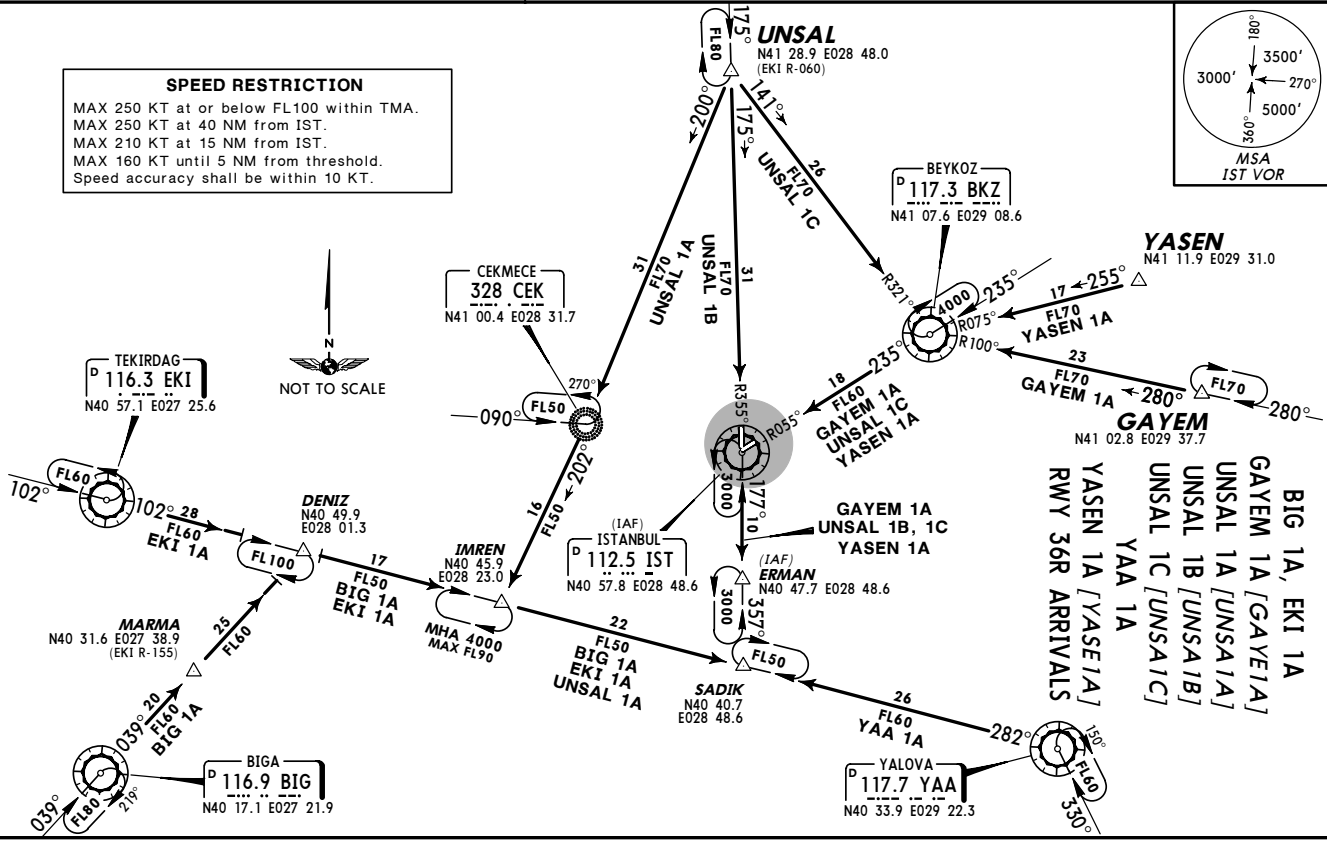 SPEED RESTRICTION
MAX 250 KT at or below FL100 within TMA.
MAX 250 KT at 40 NM from IST.
MAX 210 KT at 15 NM from IST.
MAX 160 KT until 5 NM from threshold.
Speed accuracy shall be within 10 KT.
175°
FL80
UNSAL
N41 28.9 E028 48.0
(EKI R-060)
200°
175°
141°
180°
3500'
3000'
270°
5000'
360°
MSA
IST VOR
26
FL70
UNSAL 1C
31
FL70
UNSAL 1A
31
FL70
UNSAL 1B
BEYKOZ
D 117.3 BKZ
N41 07.6 E029 08.6
YASEN
N41 11.9 E029 31.0
255°
17
FL70
YASEN 1A
R321°
4000
235°
R075°
R100°
23
FL70
GAYEM 1A
280°
FL70
280°
GAYEM
N41 02.8 E029 37.7
235°
18
FL60
GAYEM 1A
UNSAL 1C
YASEN 1A
R055°
R355°
CEKMECE
328 CEK
N41 00.4 E028 31.7
N
NOT TO SCALE
270°
FL50
090°
202°
16
FL50
TEKIRDAG
D 116.3 EKI
N40 57.1 E027 25.6
FL60
102°
102°
28
FL60
EKI 1A
DENIZ
N40 49.9
E028 01.3
FL100
17
FL50
BIG 1A
EKI 1A
IMREN
N40 45.9
E028 23.0
MHA 4000
MAX FL90
22
FL50
BIG 1A
EKI 1A
UNSAL 1A
3000
177°
10
(IAF)
ISTANBUL
D 112.5 IST
N40 57.8 E028 48.6
GAYEM 1A
UNSAL 1B, 1C
YASEN 1A
(IAF)
ERMAN
N40 47.7 E028 48.6
3000
357°
FL50
SADIK
N40 40.7
E028 48.6
26
FL60
YAA 1A
282°
150°
FL60
330°
YALOVA
D 117.7 YAA
N40 33.9 E029 22.3
MARMA
N40 31.6 E027 38.9
(EKI R-155)
25
FL60
20
FL60
BIG 1A
039°
219°
FL80
039°
BIGA
D 116.9 BIG
N40 17.1 E027 21.9
BIG 1A, EKI 1A
GAYEM 1A [GAYE1A]
UNSAL 1A [UNSA1A]
UNSAL 1B [UNSA1B]
UNSAL 1C [UNSA1C]
YAA 1A
YASEN 1A [YASE1A]
RWY 36R ARRIVALS